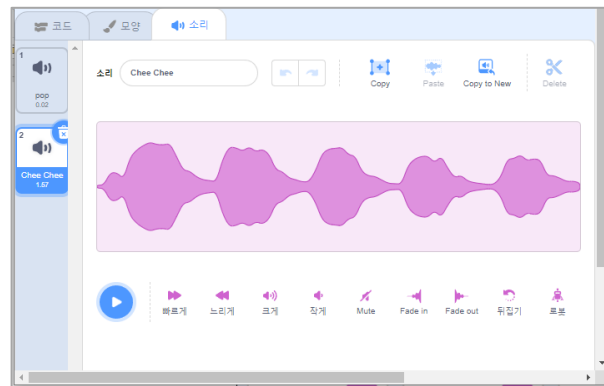 코드
모양
소리
1
pop
0.02
2
Chee Chee
1.57
소리
Chee Chee
Copy
Paste
Copy to New
Delete
빠르게
느리게
크게
작게
Mute
Fade in
Fade out
뒤집기
로봇